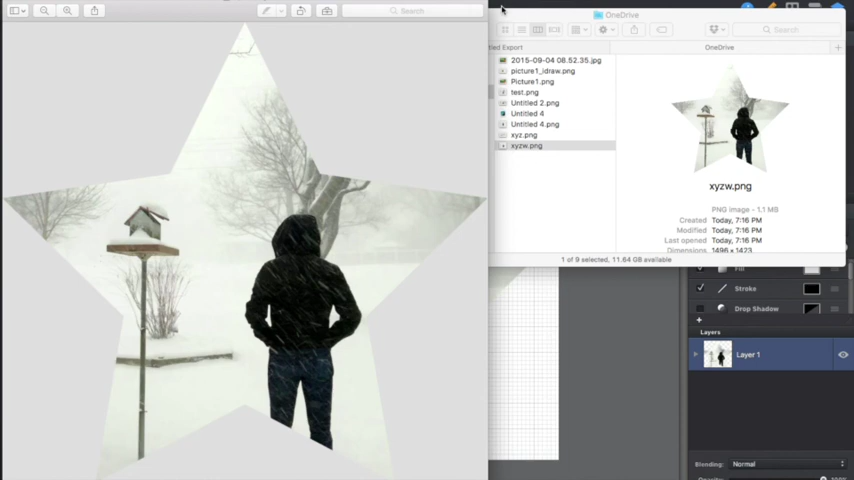 Search
OneDrive
Search
ted Export
OneDrive
2015-09-04 08.52.35.jpg
picture1_idraw.png
Picture1.png
test.png
Untitled 2.png
Untitled 4
Untitled 4.png
xyz.png
xyzw.png
xyzw.png
PNG image - 1.1 MB
Created Today, 7:16 PM
Modified Today, 7:16 PM
Last opened Today, 7:16 PM
Dimensions 1496 × 1423
1 of 9 selected, 11.64 GB available
Fill
Stroke
Drop Shadow
Layers
Layer 1
Blending: Normal